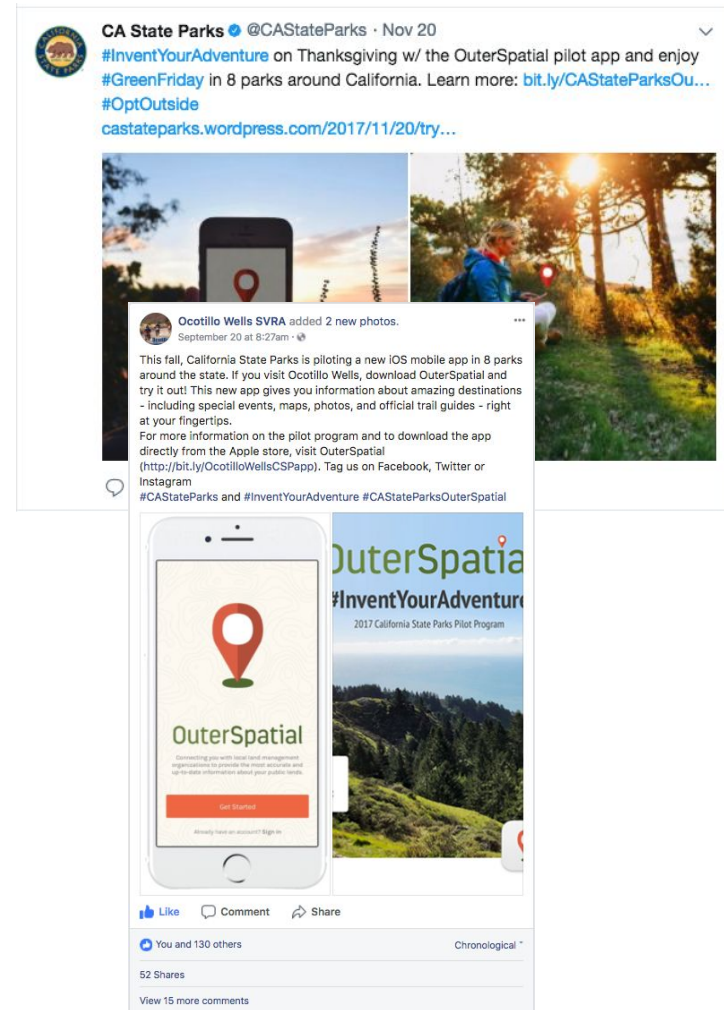 CA State Parks @CAStateParks · Nov 20
#InventYourAdventure on Thanksgiving w/ the OuterSpatial pilot app and enjoy
#GreenFriday in 8 parks around California. Learn more: bit.ly/CAStateParksOu...
#OptOutside
castateparks.wordpress.com/2017/11/20/try...
CALIFORNIA STATE PARKS
Ocotillo Wells SVRA added 2 new photos.
September 20 at 8:27am ·
This fall, California State Parks is piloting a new iOS mobile app in 8 parks
around the state. If you visit Ocotillo Wells, download OuterSpatial and
try it out! This new app gives you information about amazing destinations
- including special events, maps, photos, and official trail guides - right
at your fingertips.
For more information on the pilot program and to download the app
directly from the Apple store, visit OuterSpatial
(http://bit.ly/OcotilloWellsCSPapp). Tag us on Facebook, Twitter or
Instagram
#CAStateParks and #InventYourAdventure #CAStateParksOuterSpatial
OuterSpatial
Connecting you with local land management
organizations to provide the most accurate and
up-to-date information about your public lands.
Get Started
Already have an account? Sign in
OuterSpatia
#InventYourAdventure
2017 California State Parks Pilot Program
Like Comment Share
You and 130 others Chronological
52 Shares
View 15 more comments